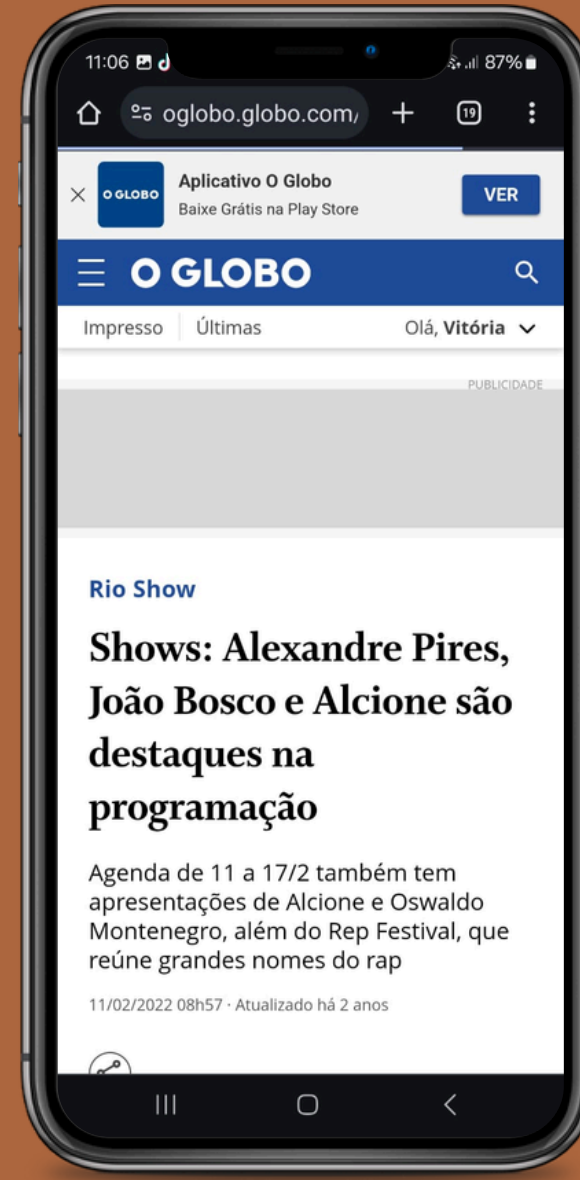 11:06
87%
oglobo.globo.com/
19
O GLOBO
Aplicativo O Globo
Baixe Grátis na Play Store
VER
O GLOBO
Impresso
Últimas
Olá, Vitória
PUBLICIDADE
Rio Show
Shows: Alexandre Pires,
João Bosco e Alcione são
destaques na
programação
Agenda de 11 a 17/2 também tem
apresentações de Alcione e Oswaldo
Montenegro, além do Rep Festival, que
reúne grandes nomes do rap
11/02/2022 08h57 · Atualizado há 2 anos